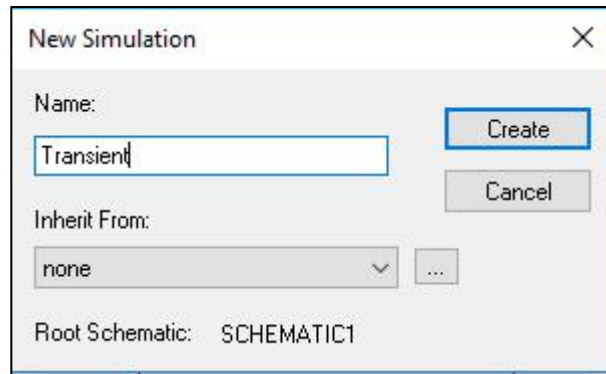 New Simulation
Name:
Create
Transient
Cancel
Inherit From:
none
...
Root Schematic: SCHEMATIC1